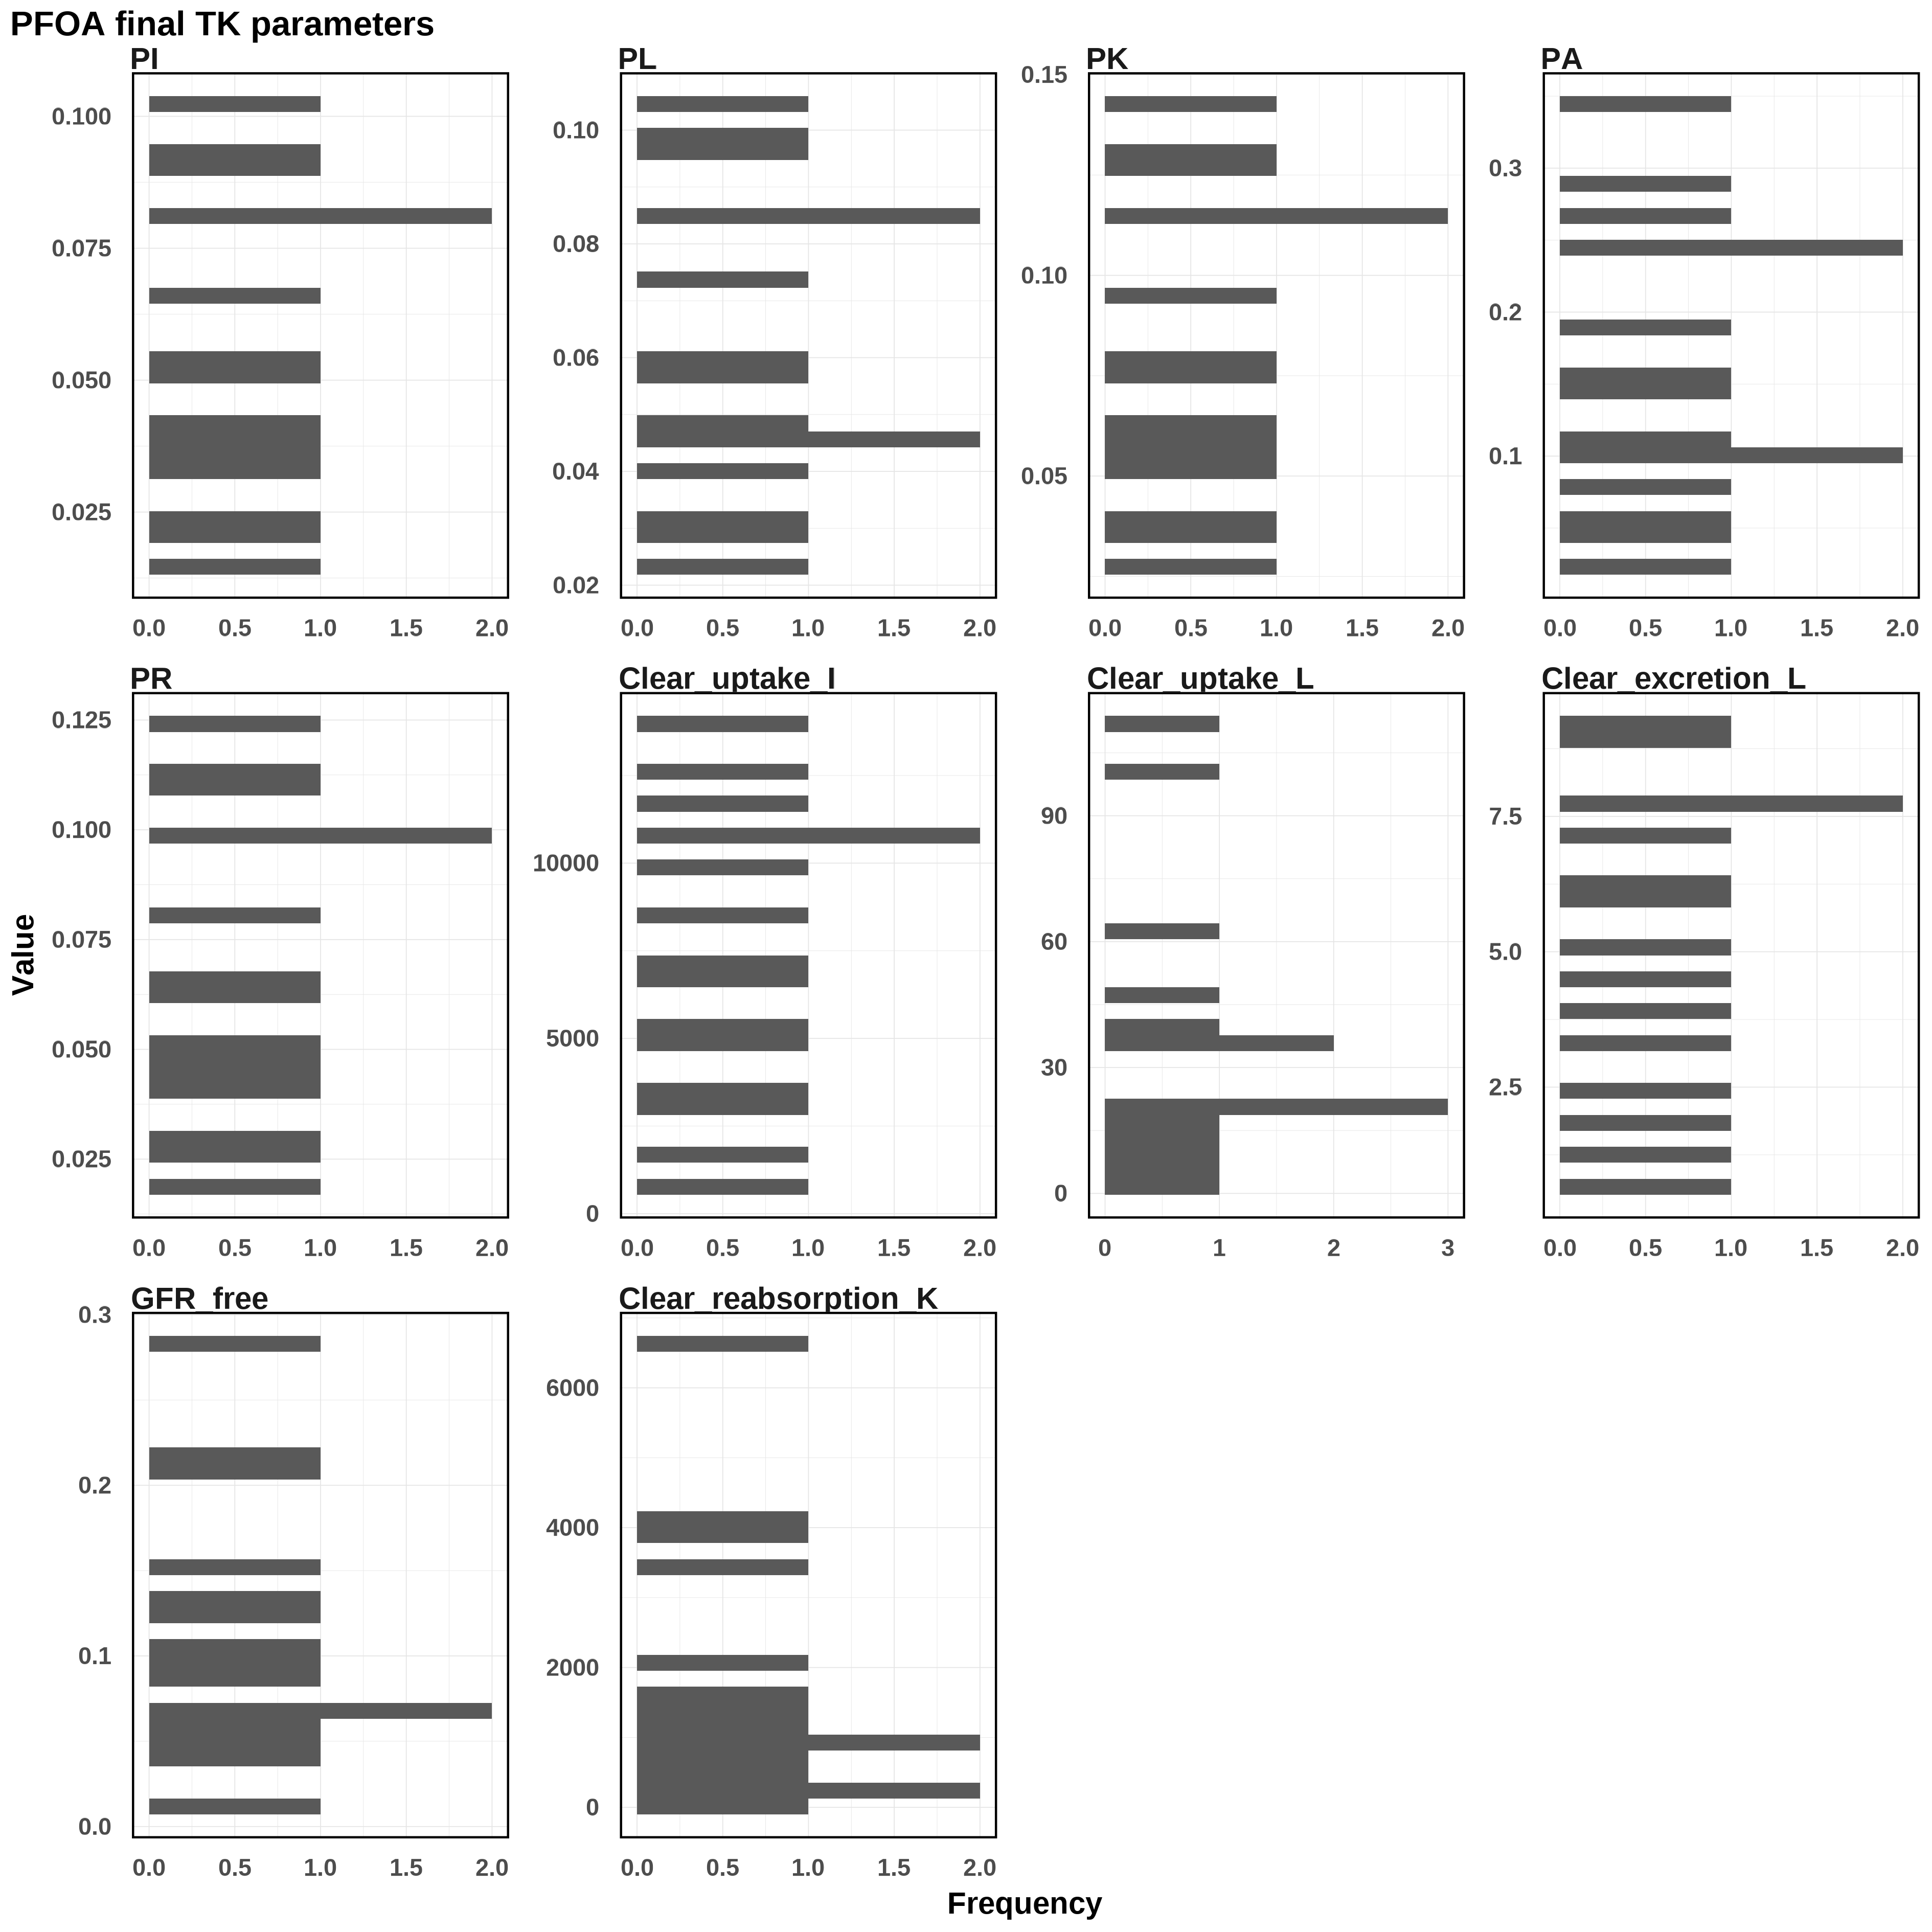 PFOA final TK parameters
PI
PL
PK
PA
0.100
0.075
0.050
0.025
0.10
0.08
0.06
0.04
0.02
0.15
0.10
0.05
0.3
0.2
0.1
0.0 0.5 1.0 1.5 2.0
0.0 0.5 1.0 1.5 2.0
0.0 0.5 1.0 1.5 2.0
0.0 0.5 1.0 1.5 2.0
PR
Clear_uptake_I
Clear_uptake_L
Clear_excretion_L
Value
0.125
0.100
0.075
0.050
0.025
10000
5000
0
90
60
30
0
7.5
5.0
2.5
0.0 0.5 1.0 1.5 2.0
0.0 0.5 1.0 1.5 2.0
0 1 2 3
0.0 0.5 1.0 1.5 2.0
GFR_free
Clear_reabsorption_K
0.3
0.2
0.1
0.0
6000
4000
2000
0
0.0 0.5 1.0 1.5 2.0
0.0 0.5 1.0 1.5 2.0
Frequency